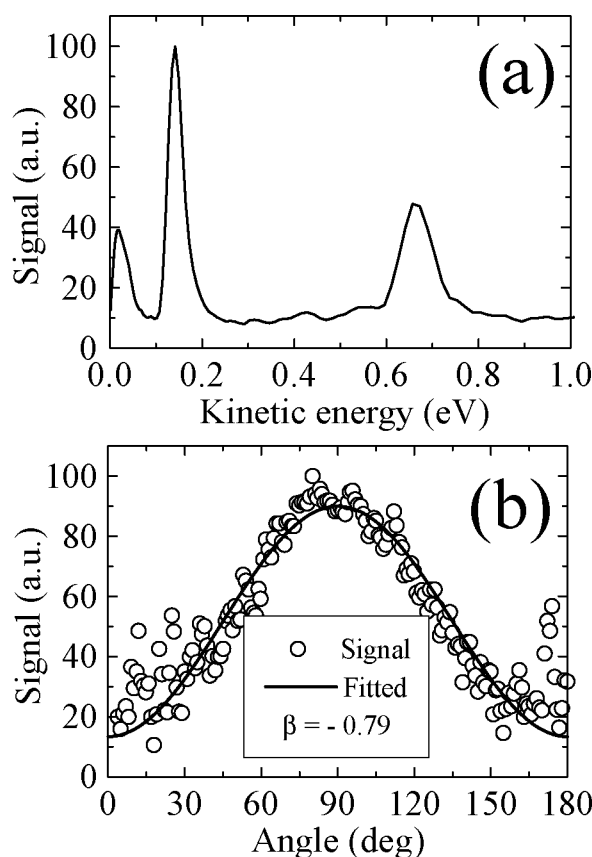 (a)
Signal (a.u.)
100
80
60
40
20
0
0.0 0.2 0.4 0.6 0.8 1.0
Kinetic energy (eV)
(b)
Signal (a.u.)
100
80
60
40
20
0
Signal
Fitted
β = - 0.79
0 30 60 90 120 150 180
Angle (deg)